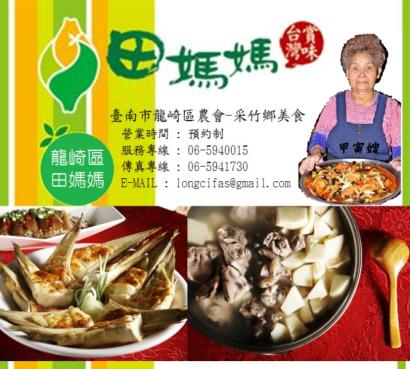 田媽媽
賞味
台灣
臺南市龍崎區農會-采竹鄉美食
營業時間：預約制
服務專線：06-5940015
傳真專線：06-5941730
E-MAIL：longcifas@gmail.com
龍崎區
田媽媽
甲寅嫂